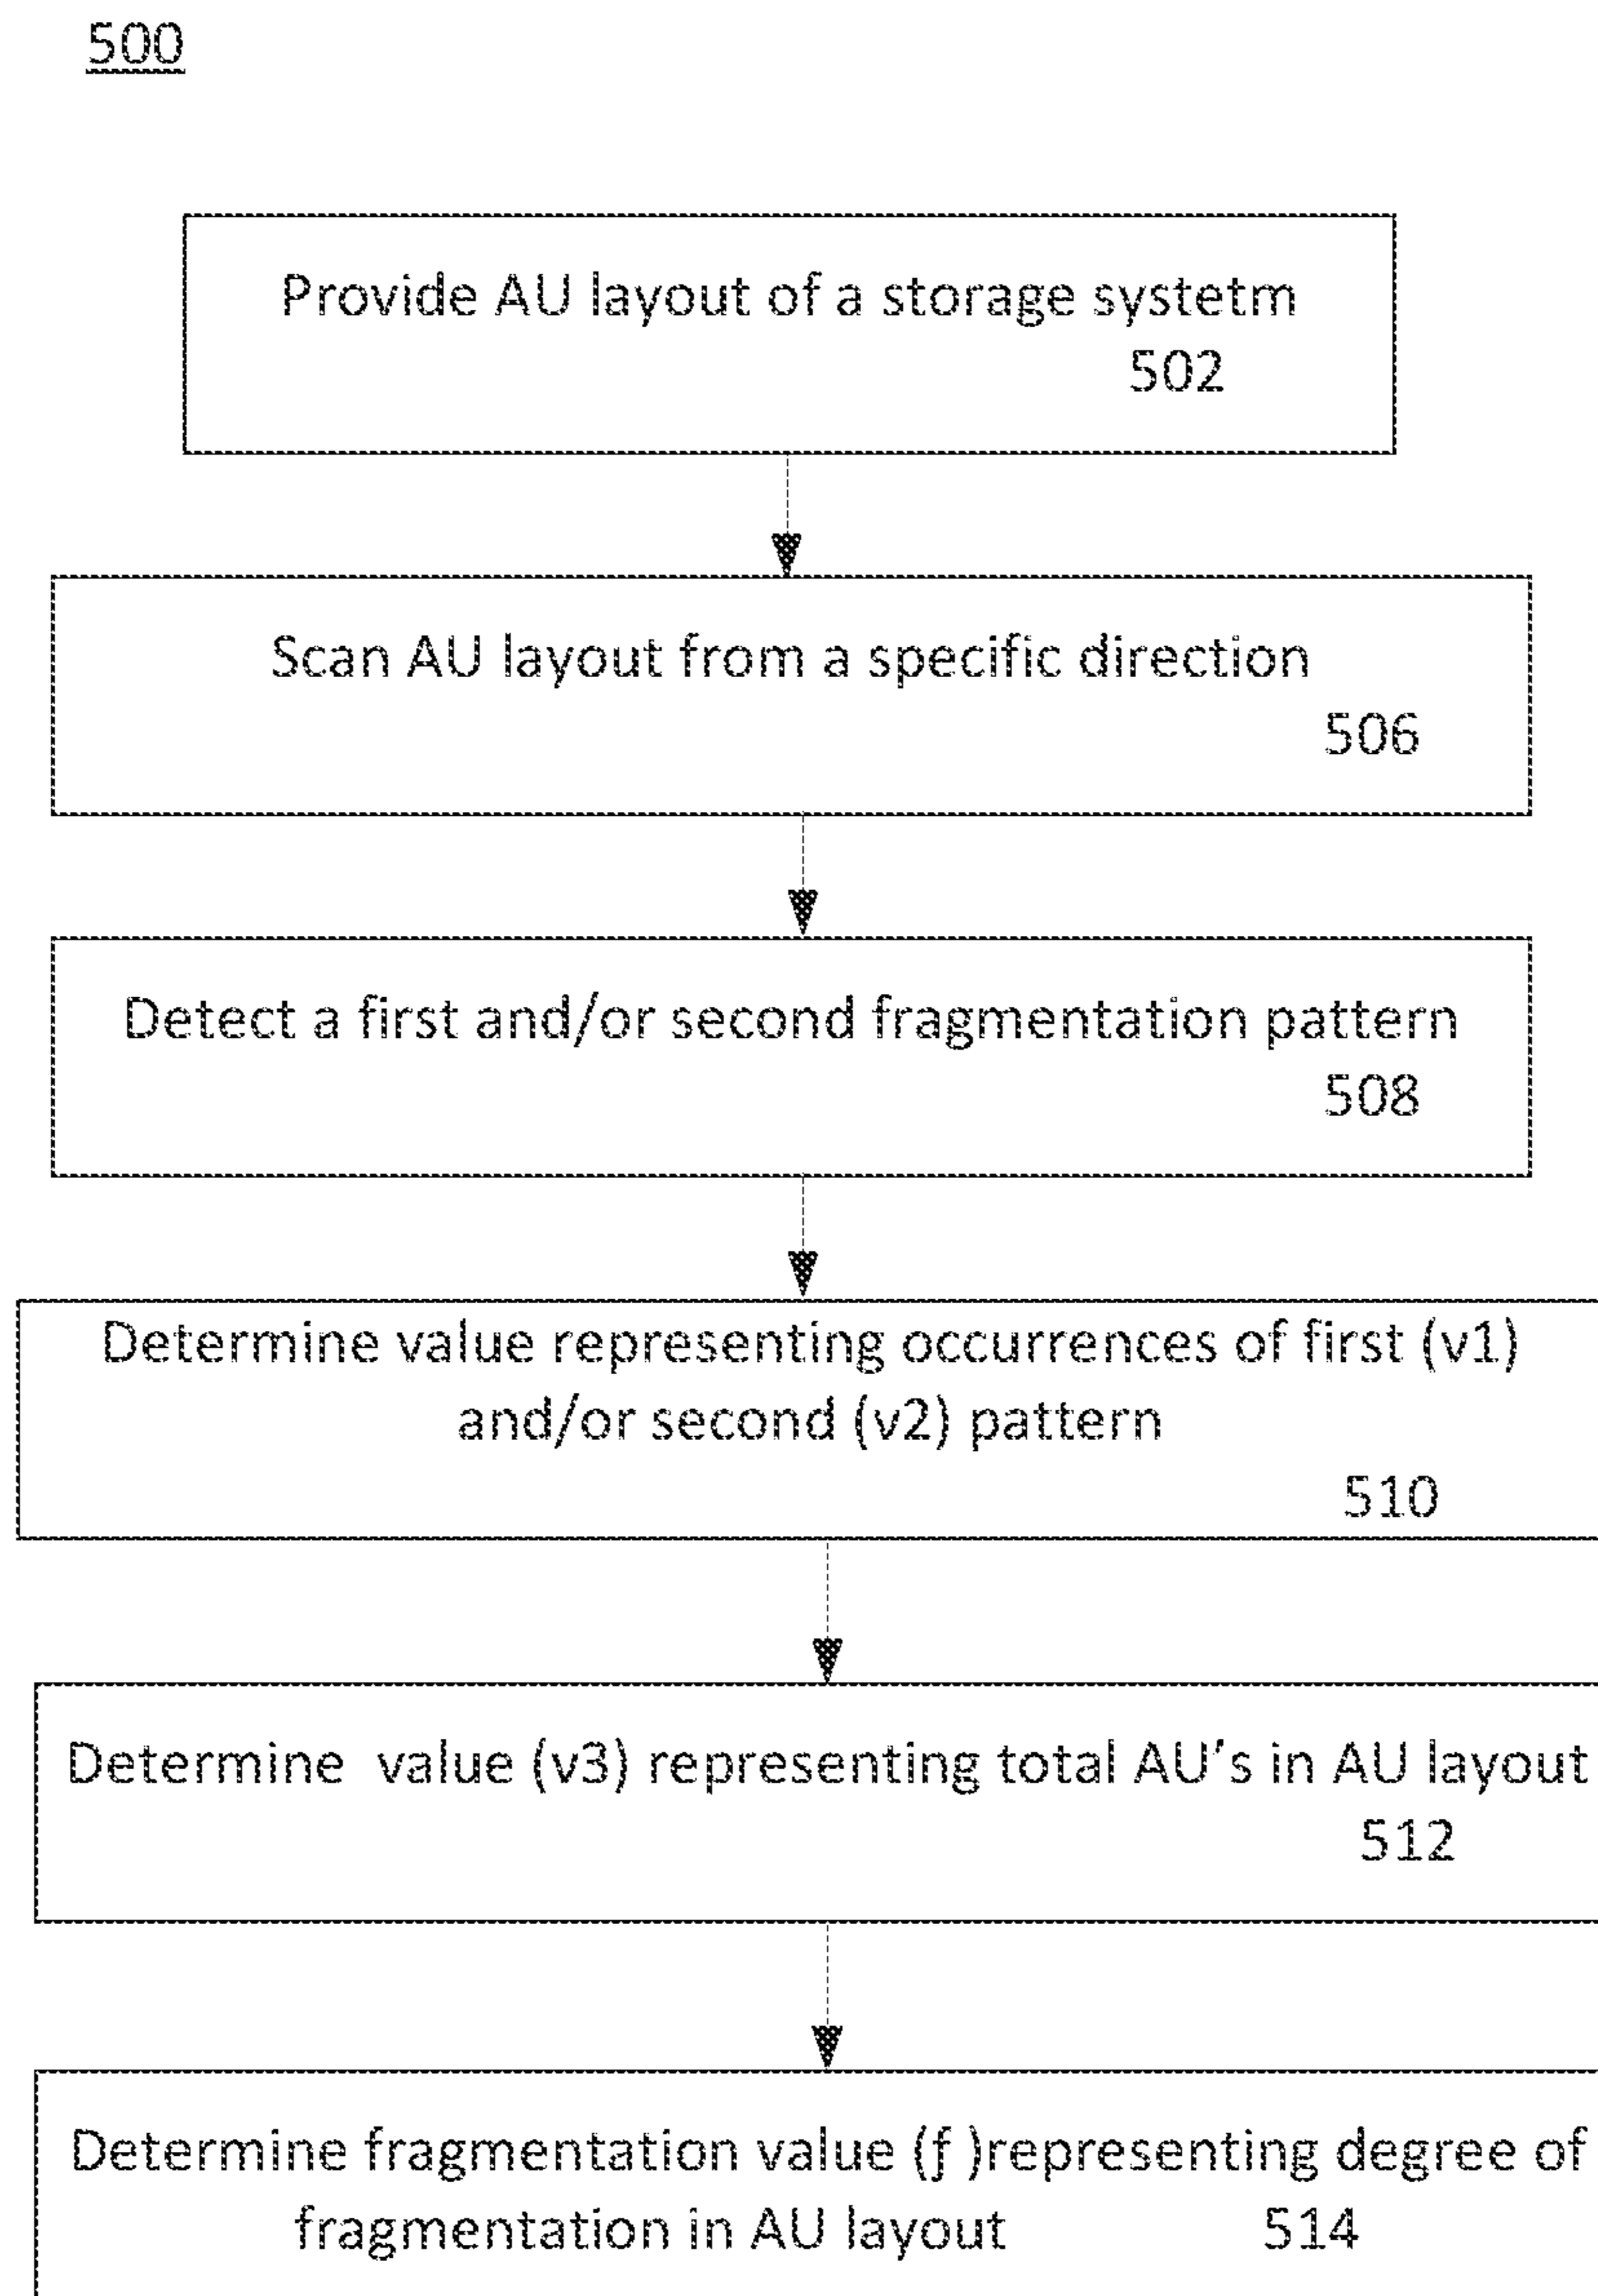 500
Provide AU layout of a storage systetm
502
Scan AU layout from a specific direction
506
Detect a first and/or second fragmentation pattern
508
Determine value representing occurrences of first (v1)
and/or second (v2) pattern
510
Determine value (v3) representing total AU's in AU layout
512
Determine fragmentation value (ƒ )representing degree of
fragmentation in AU layout 514